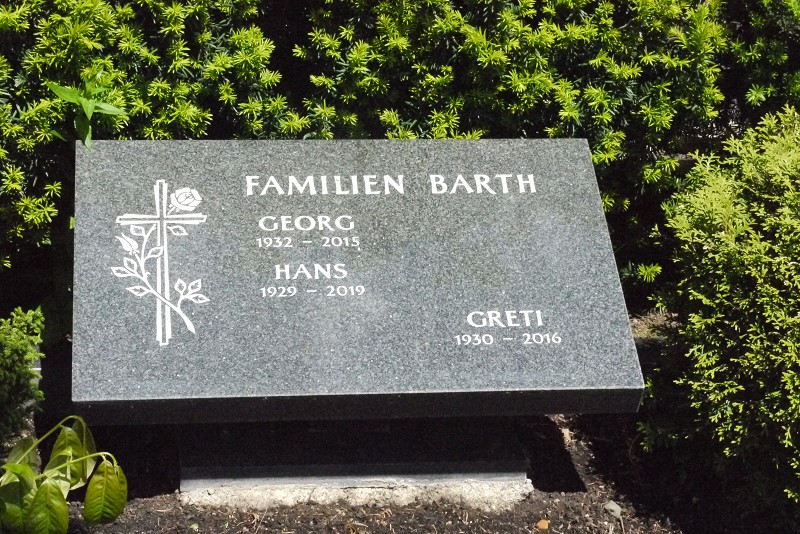 FAMILIEN BARTH
GEORG
1932 – 2015
HANS
1929 – 2019
GRETI
1930 – 2016